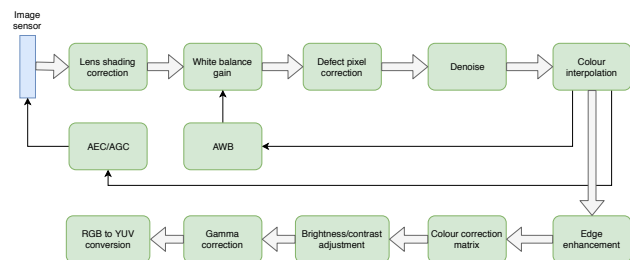 Image
sensor
Lens shading
correction
White balance
gain
Defect pixel
correction
Denoise
Colour
interpolation
AEC/AGC
AWB
RGB to YUV
conversion
Gamma
correction
Brightness/contrast
adjustment
Colour correction
matrix
Edge
enhancement